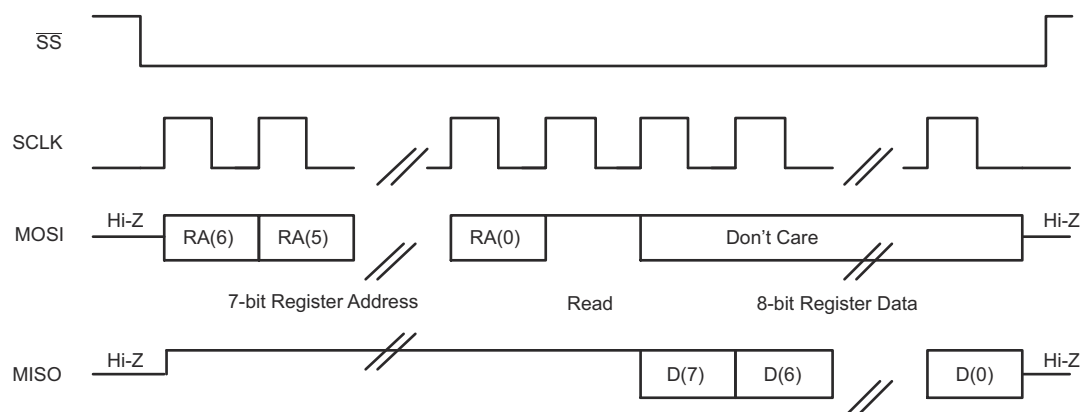 SS
SCLK
Hi-Z RA(6) RA(5) RA(0) Don't Care Hi-Z
MOSI
7-bit Register Address Read 8-bit Register Data
Hi-Z D(7) D(6) D(0) Hi-Z
MISO